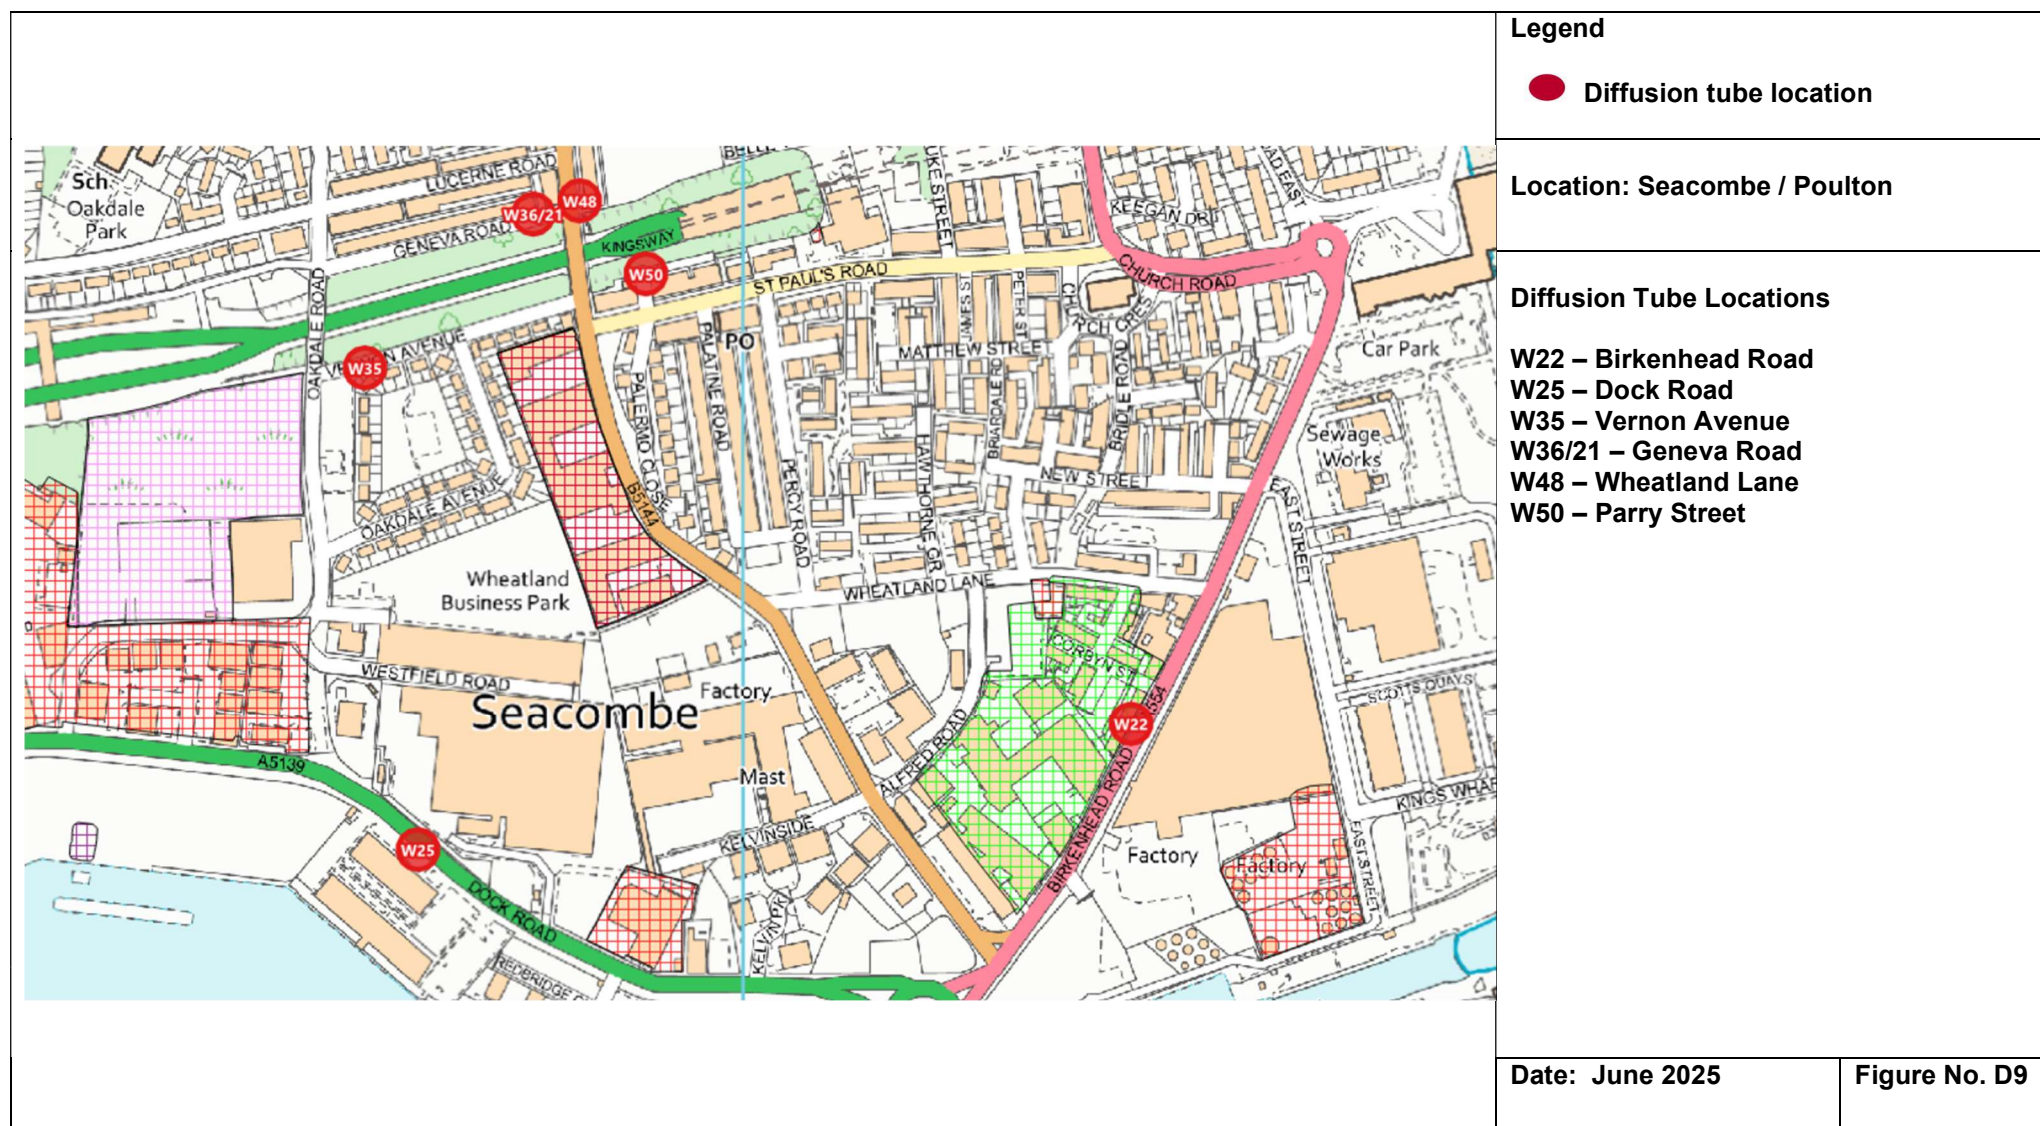 Legend
Diffusion tube location
Location: Seacombe / Poulton
Diffusion Tube Locations
W22 – Birkenhead Road
W25 – Dock Road
W35 – Vernon Avenue
W36/21 – Geneva Road
W48 – Wheatland Lane
W50 – Parry Street
Date: June 2025
Figure No. D9
Sch
Oakdale
Park
LUCERNE ROAD
W36/21
W48
GENEVA ROAD
KINGSWAY
W50
ST PAUL'S ROAD
KEEGAN DR
CHURCH ROAD
OAKDALE ROAD
W35
AVENUE
PO
PALATINE ROAD
PALERMO CLOSE
PERCY ROAD
JAMES S
MATTHEW STREET
BRIARDALE RD
BRIDLE ROAD
HAWTHORNE GR
NEW STREET
Car Park
Sewage
Works
EAST STREET
OAKDALE AVENUE
B5144
Wheatland
Business Park
WHEATLAND LANE
CORBYN ST
WESTFIELD ROAD
Seacombe
Factory
SCOTTS QUAYS
W22
ALFRED ROAD
A5139
Mast
KINGS WHAR
KELVINSIDE
BIRKENHEAD ROAD
W25
Factory
Factory
EAST STREET
DOCK ROAD
KELVIN PK
REDBRIDGE